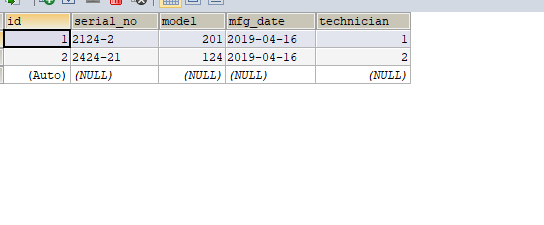 id serial_no model mfg_date technician
1 2124-2 201 2019-04-16 1
2 2424-21 124 2019-04-16 2
(Auto) (NULL) (NULL) (NULL) (NULL)